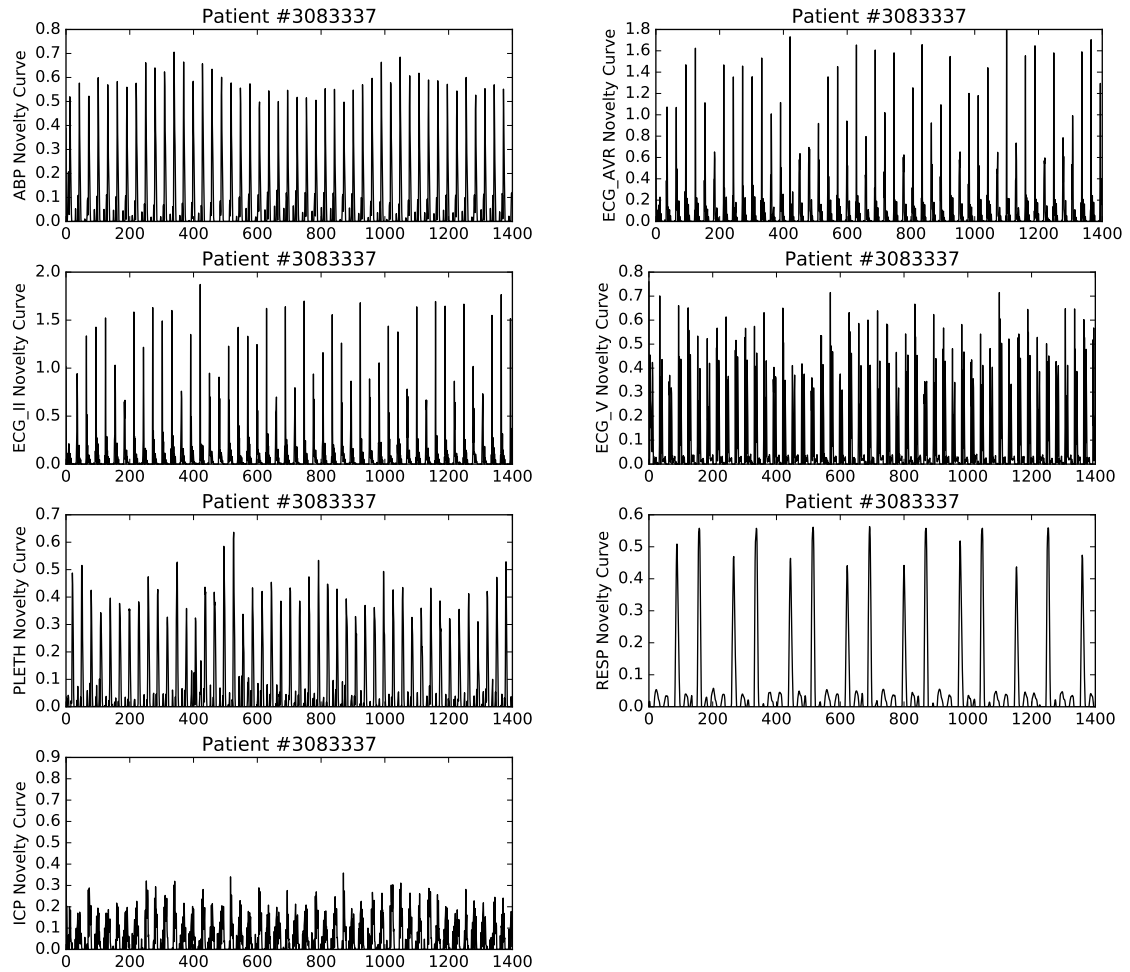 Patient #3083337
ABP Novelty Curve
0.8
0.7
0.6
0.5
0.4
0.3
0.2
0.1
0.0
0 200 400 600 800 1000 1200 1400
Patient #3083337
ECG_AVR Novelty Curve
1.8
1.6
1.4
1.2
1.0
0.8
0.6
0.4
0.2
0.0
0 200 400 600 800 1000 1200 1400
Patient #3083337
ECG_II Novelty Curve
2.0
1.5
1.0
0.5
0.0
0 200 400 600 800 1000 1200 1400
Patient #3083337
ECG_V Novelty Curve
0.8
0.7
0.6
0.5
0.4
0.3
0.2
0.1
0.0
0 200 400 600 800 1000 1200 1400
Patient #3083337
PLETH Novelty Curve
0.7
0.6
0.5
0.4
0.3
0.2
0.1
0.0
0 200 400 600 800 1000 1200 1400
Patient #3083337
RESP Novelty Curve
0.6
0.5
0.4
0.3
0.2
0.1
0.0
0 200 400 600 800 1000 1200 1400
Patient #3083337
ICP Novelty Curve
0.9
0.8
0.7
0.6
0.5
0.4
0.3
0.2
0.1
0.0
0 200 400 600 800 1000 1200 1400